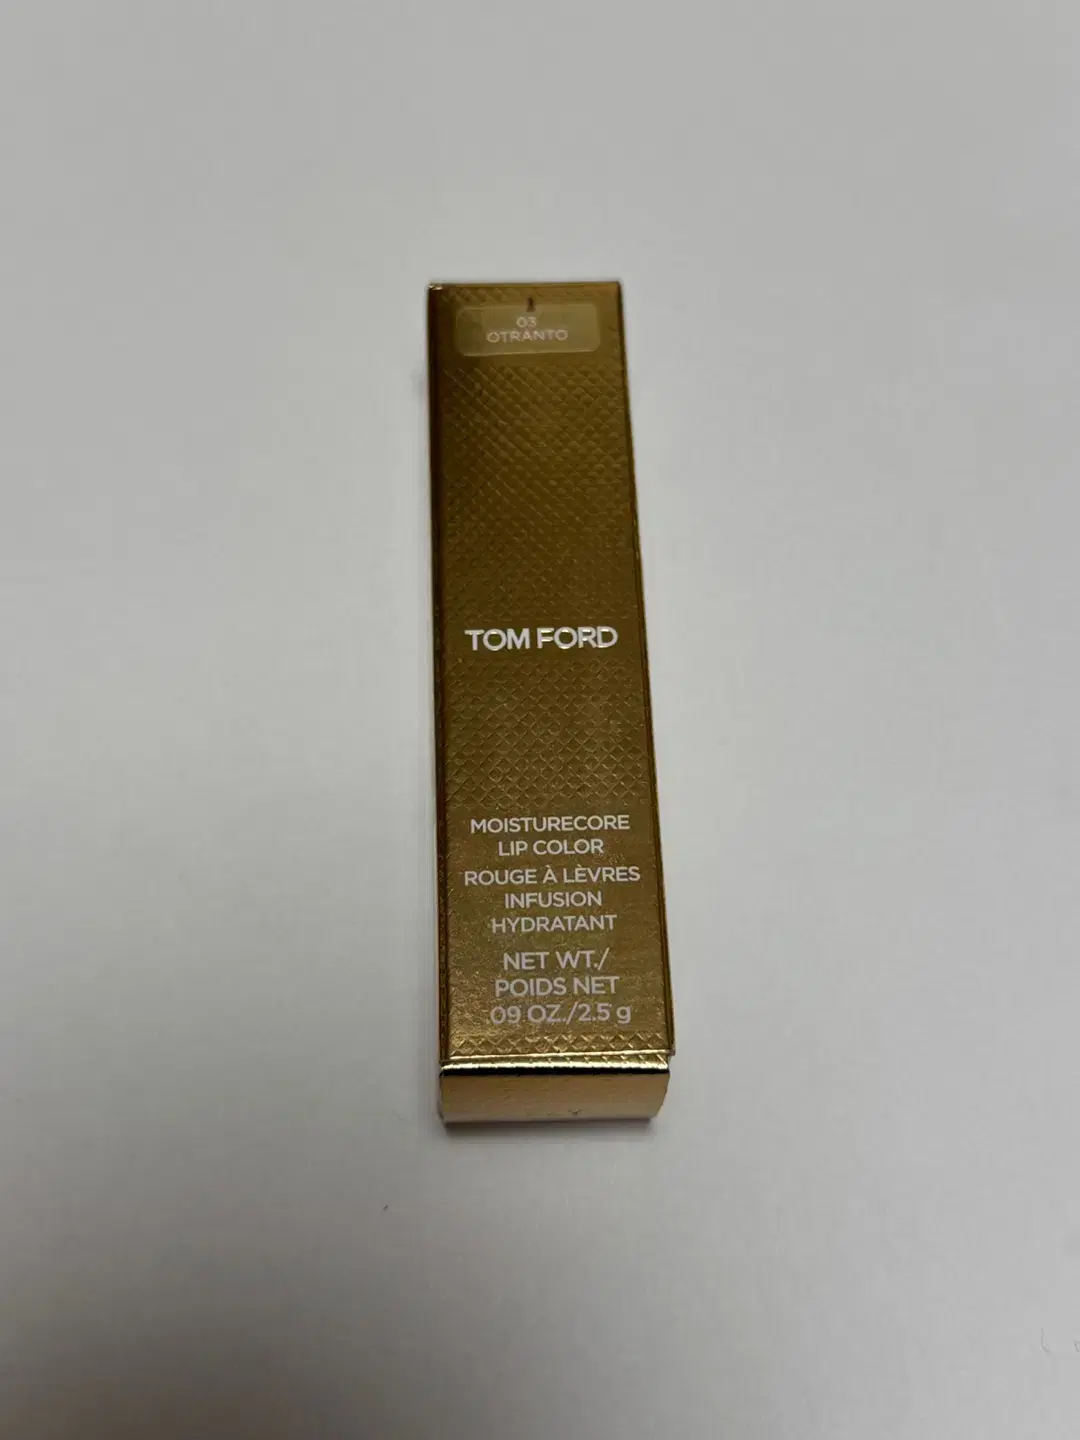 03
OTRANTO
TOM FORD
MOISTURECORE
LIP COLOR
ROUGE À LÈVRES
INFUSION
HYDRATANT
NET WT./
POIDS NET
.09 OZ./2.5 g